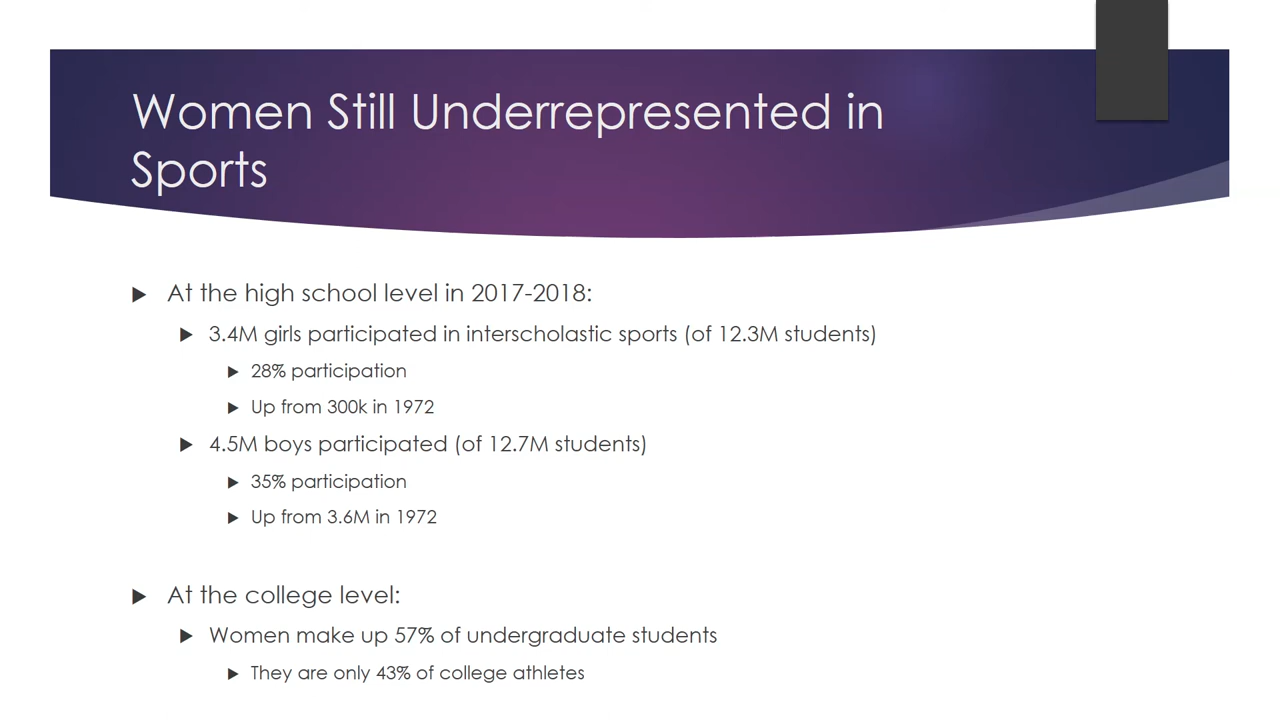 Women Still Underrepresented in
Sports
At the high school level in 2017-2018:
3.4M girls participated in interscholastic sports (of 12.3M students)
28% participation
Up from 300k in 1972
4.5M boys participated (of 12.7M students)
35% participation
Up from 3.6M in 1972
At the college level:
Women make up 57% of undergraduate students
They are only 43% of college athletes